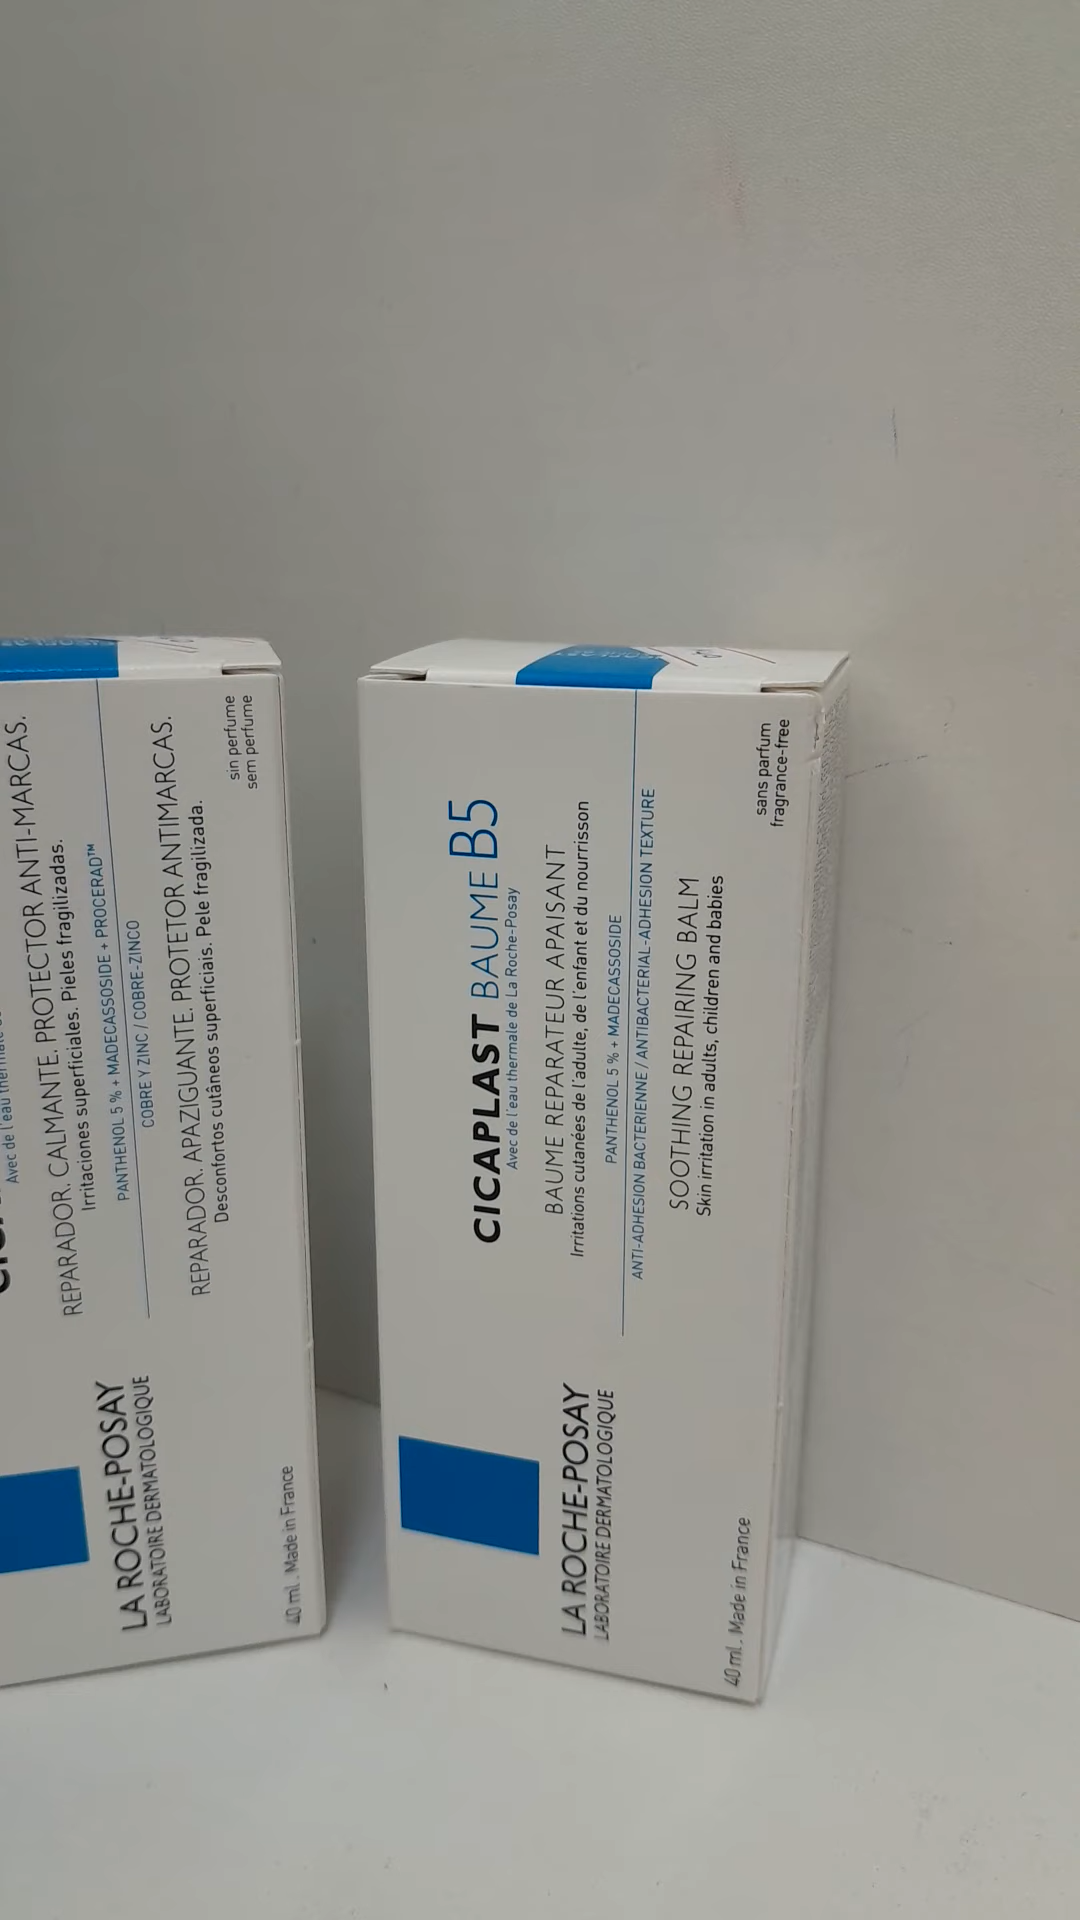 Avec de l'eau
REPARADOR. CALMANTE. PROTECTOR ANTI-MARCAS.
Irritaciones superficiales. Pieles fragilizadas.
PANTHENOL 5 % + MADECASSOSIDE + PROCERAD™
COBRE Y ZINC / COBRE-ZINCO
REPARADOR. APAZIGUANTE. PROTETOR ANTIMARCAS.
Desconfortos cutâneos superficiais. Pele fragilizada.
sin perfume
sem perfume
LA ROCHE-POSAY
LABORATOIRE DERMATOLOGIQUE
40 ml. Made in France
CICAPLAST BAUME B5
Avec de l'eau thermale de La Roche-Posay
BAUME REPARATEUR APAISANT
Irritations cutanées de l'adulte, de l'enfant et du nourrisson
PANTHENOL 5 % + MADECASSOSIDE
ANTI-ADHESION BACTERIENNE / ANTIBACTERIAL-ADHESION TEXTURE
SOOTHING REPAIRING BALM
Skin irritation in adults, children and babies
sans parfum
fragrance-free
LA ROCHE-POSAY
LABORATOIRE DERMATOLOGIQUE
40 ml. Made in France